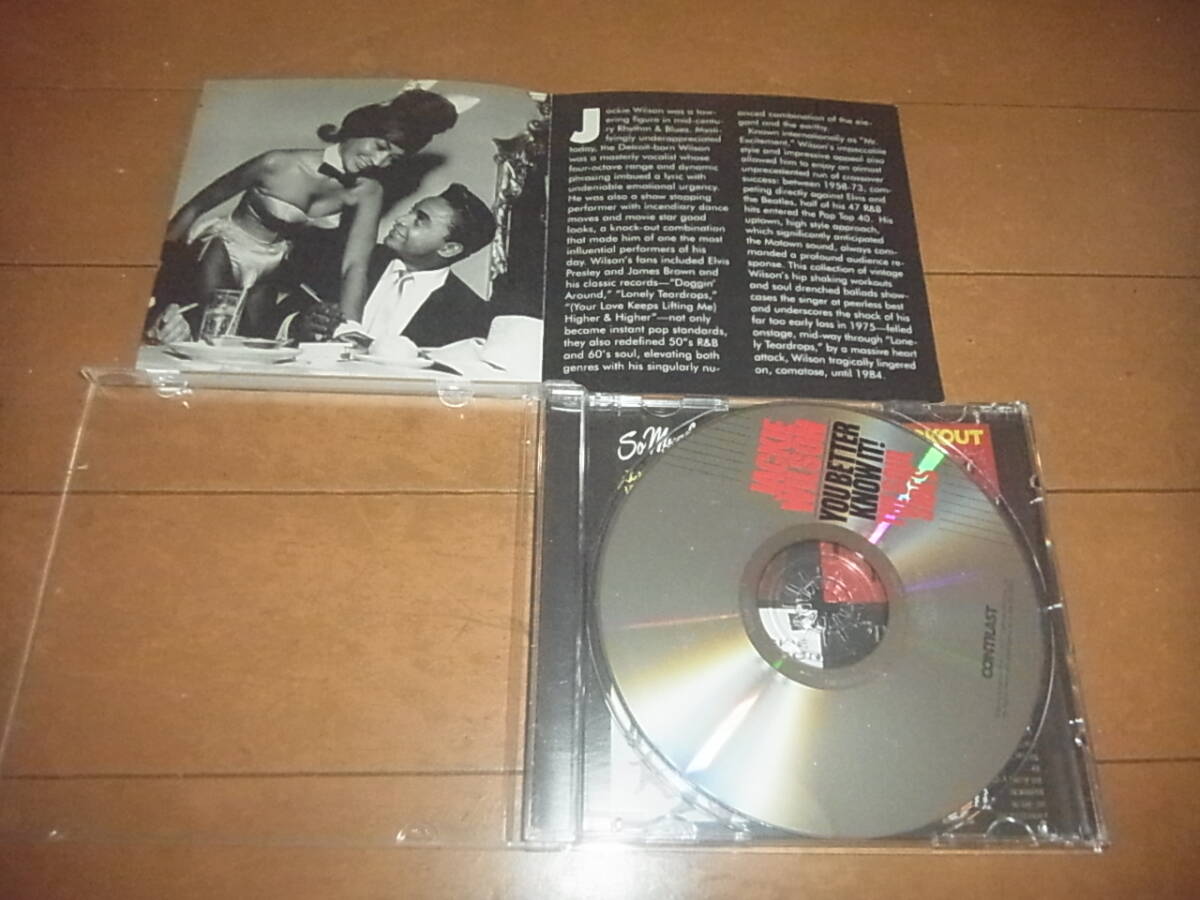 Jackie Wilson was a tow-
ering figure in mid-centu-
ry Rhythm & Blues. Mysti-
fyingly underappreciated
today, the Detroit-born Wilson
was a masterly vocalist whose
four-octave range and dynamic
phrasing imbued a lyric with
undeniable emotional urgency.
He was also a show stopping
performer with incendiary dance
moves and movie star good
looks, a knock-out combination
that made him of one the most
influential performers of his
day. Wilson's fans included Elvis
Presley and James Brown and
his classic records—"Doggin'
Around," "Lonely Teardrops,"
"(Your Love Keeps Lifting Me)
Higher & Higher"—not only
became instant pop standards,
they also redefined 50"s R&B
and 60's soul, elevating both
genres with his singularly nu-
anced combination of the ele-
gant and the earthy.
Known internationally as "Mr.
Excitement," Wilson's impeccable
style and impressive appeal also
allowed him to enjoy an almost
unprecedented run of crossover
success: between 1958-73, com-
peting directly against Elvis and
the Beatles, half of his 47 R&B
hits entered the Pop Top 40. His
uptown, high style approach,
which significantly anticipated
the Motown sound, always com-
manded a profound audience re-
sponse. This collection of vintage
Wilson's hip shaking workouts
and soul drenched ballads show-
cases the singer at peerless best
and underscores the shock of his
far too early loss in 1975—felled
onstage, mid-way through "Lone-
ly Teardrops," by a massive heart
attack, Wilson tragically lingered
on, comatose, until 1984.
So
KOUT
JACKIE
WILSON
YOU BETTER
KNOW IT!
CONTRAST